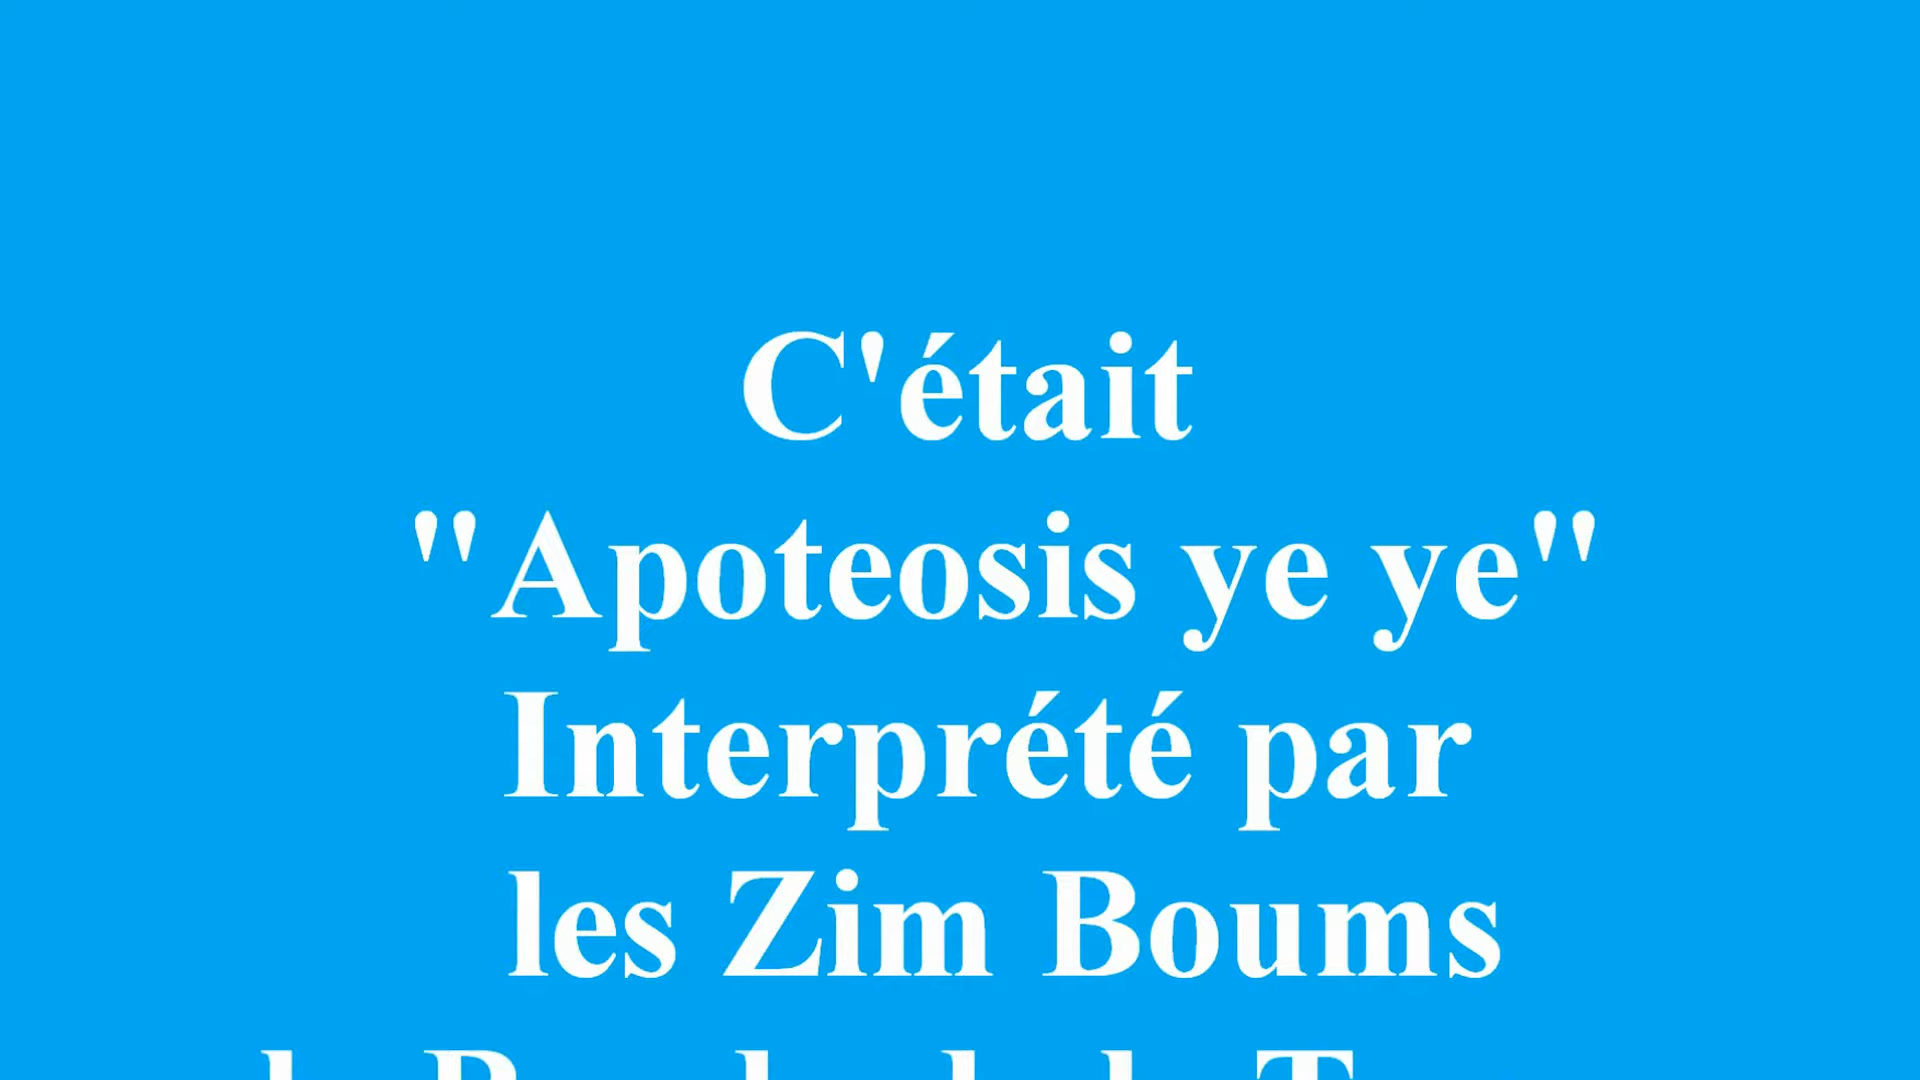 C'était
"Apoteosis ye ye"
Interprété par
les Zim Boums